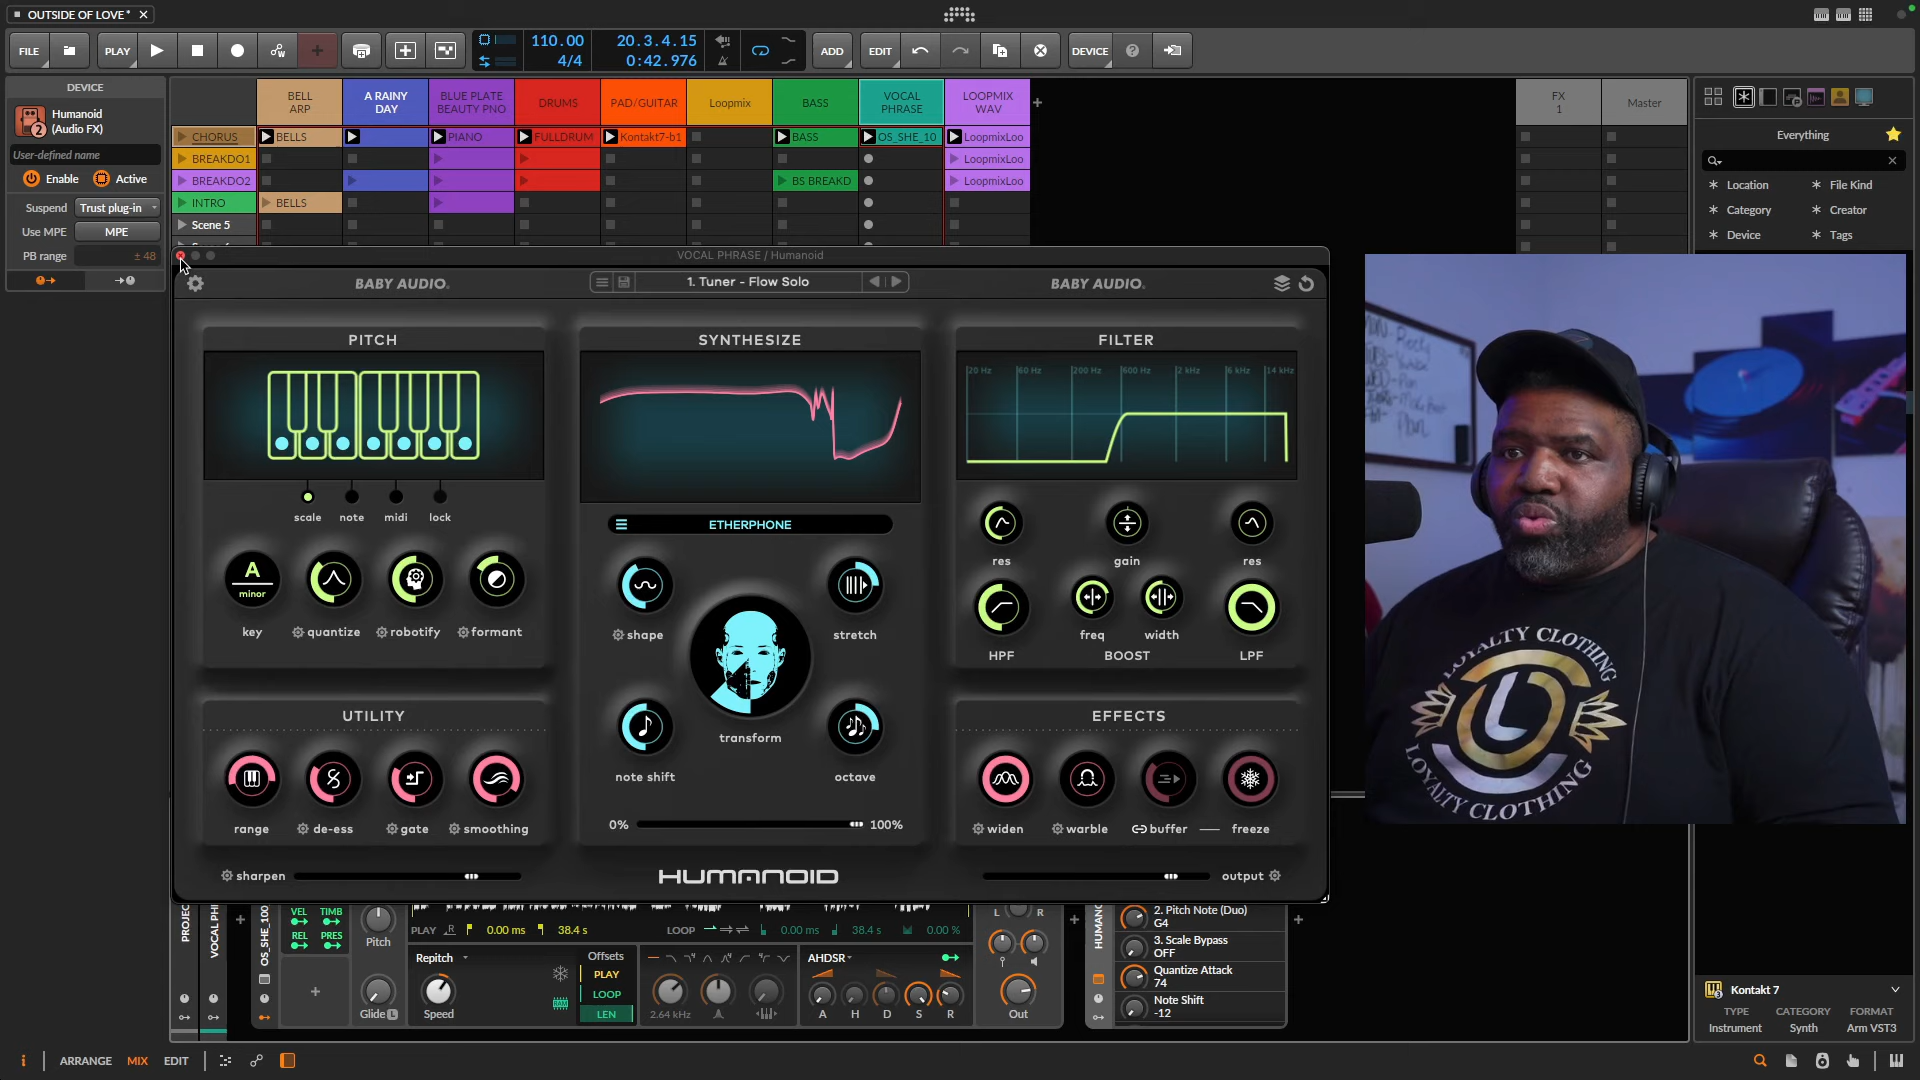 OUTSIDE OF LOVE*
FILE
PLAY
110.00
4/4
20.3.4.15
0:42.976
ADD
EDIT
DEVICE
DEVICE
Humanoid
(Audio FX)
User-defined name
Enable
Active
Suspend
Trust plug-in
Use MPE
MPE
PB range
± 48
BELL
ARP
A RAINY
DAY
BLUE PLATE
BEAUTY PNO
DRUMS
PAD/GUITAR
Loopmix
BASS
VOCAL
PHRASE
LOOPMIX
WAV
FX
1
Master
CHORUS
BELLS
PIANO
FULLDRUM
Kontakt7-b1
BASS
OS_SHE_10
LoopmixLoo
BREAKDO1
LoopmixLoo
BREAKDO2
BS BREAKD
LoopmixLoo
INTRO
BELLS
Scene 5
Everything
Location
File Kind
Category
Creator
Device
Tags
VOCAL PHRASE / Humanoid
BABY AUDIO.
1. Tuner - Flow Solo
BABY AUDIO.
PITCH
scale
note
midi
lock
A
minor
key
quantize
robotify
formant
SYNTHESIZE
ETHERPHONE
shape
stretch
transform
note shift
octave
0%
100%
FILTER
20 Hz
60 Hz
200 Hz
600 Hz
2 kHz
6 kHz
14 kHz
res
gain
res
freq
width
HPF
BOOST
LPF
UTILITY
range
de-ess
gate
smoothing
EFFECTS
widen
warble
buffer
freeze
sharpen
HUMANOID
output
LOYALTY CLOTHING
LOYALTY CLOTHING
PROJEC
VOCAL PHI
OS_SHE_100
VEL
TIMB
REL
PRES
Pitch
Glide
L
PLAY
0.00 ms
38.4 s
LOOP
0.00 ms
38.4 s
0.00 %
Repitch
Speed
Offsets
PLAY
LOOP
LEN
2.64 kHz
AHDSR
A
H
D
S
R
L
R
Out
HUMANO
2. Pitch Note (Duo)
G4
3. Scale Bypass
OFF
Quantize Attack
74
Note Shift
-12
Kontakt 7
TYPE
CATEGORY
FORMAT
Instrument
Synth
Arm VST3
ARRANGE
MIX
EDIT